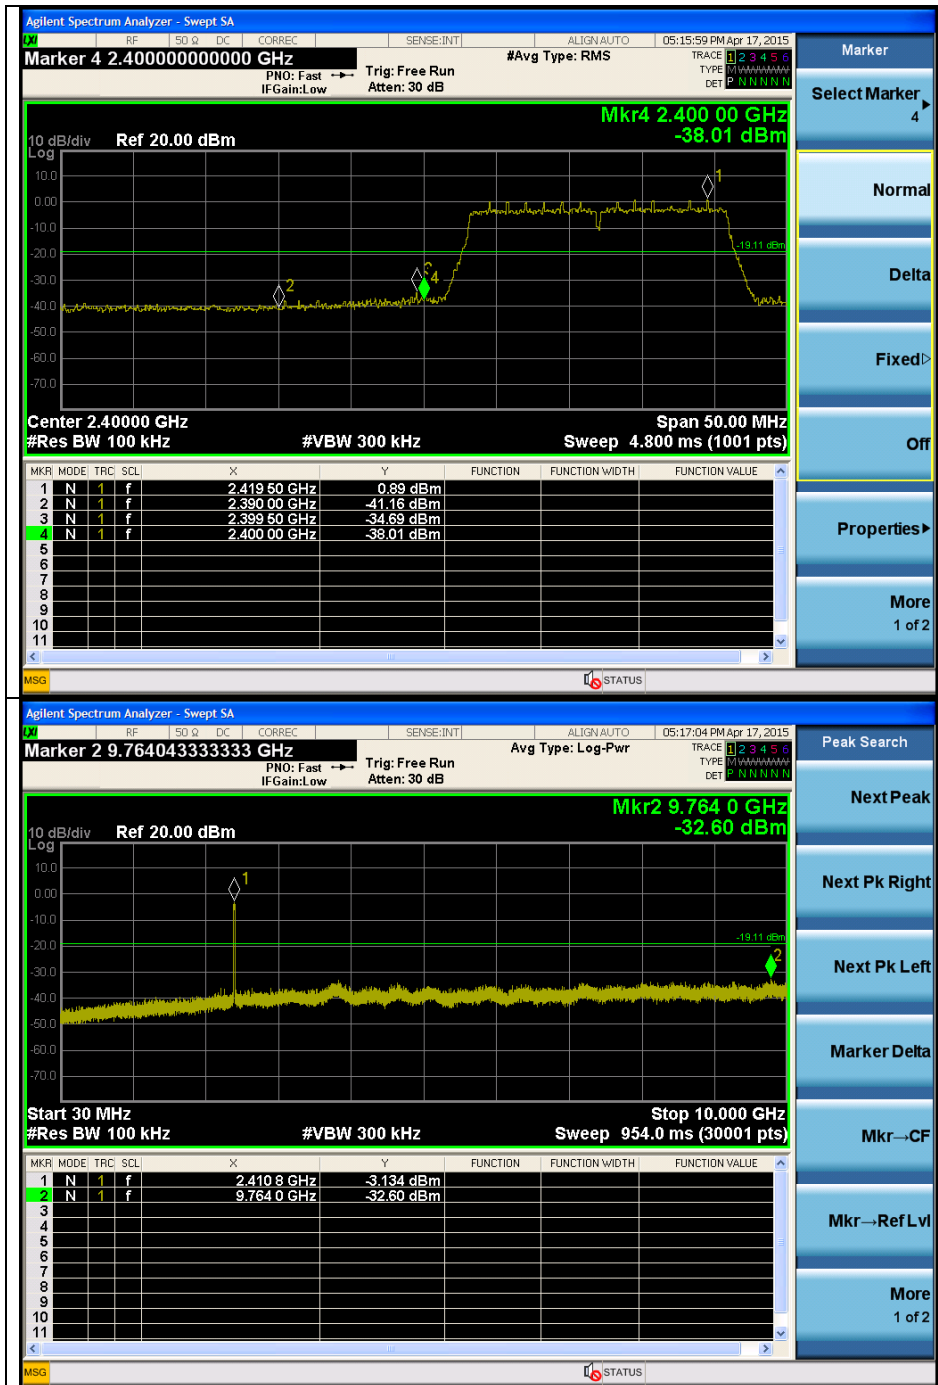 Agilent Spectrum Analyzer - Swept SA
LXI RF 50 Ω DC CORREC SENSE:INT ALIGN AUTO 05:15:59 PM Apr 17, 2015
Marker 4 2.400000000000 GHz
PNO: Fast
IFGain:Low
Trig: Free Run
Atten: 30 dB
#Avg Type: RMS
TRACE 1 2 3 4 5 6
TYPE M WWWWW
DET P N N N N N
Mkr4 2.400 00 GHz
-38.01 dBm
10 dB/div Ref 20.00 dBm
Log
10.0
0.00
-10.0
-20.0
-30.0
-40.0
-50.0
-60.0
-70.0
1
2
4
-19.11 dBm
Center 2.40000 GHz Span 50.00 MHz
#Res BW 100 kHz #VBW 300 kHz Sweep 4.800 ms (1001 pts)
MKR MODE TRC SCL X Y FUNCTION FUNCTION WIDTH FUNCTION VALUE
1 N 1 f 2.419 50 GHz 0.89 dBm
2 N 1 f 2.390 00 GHz -41.16 dBm
3 N 1 f 2.399 50 GHz -34.69 dBm
4 N 1 f 2.400 00 GHz -38.01 dBm
5
6
7
8
9
10
11
MSG STATUS
Marker
Select Marker
4
Normal
Delta
Fixed
Off
Properties
More
1 of 2
Agilent Spectrum Analyzer - Swept SA
LXI RF 50 Ω DC CORREC SENSE:INT ALIGN AUTO 05:17:04 PM Apr 17, 2015
Marker 2 9.764043333333 GHz
PNO: Fast
IFGain:Low
Trig: Free Run
Atten: 30 dB
Avg Type: Log-Pwr
TRACE 1 2 3 4 5 6
TYPE M WWWWW
DET P N N N N N
Mkr2 9.764 0 GHz
-32.60 dBm
10 dB/div Ref 20.00 dBm
Log
10.0
0.00
-10.0
-20.0
-30.0
-40.0
-50.0
-60.0
-70.0
1
-19.11 dBm
2
Start 30 MHz Stop 10.000 GHz
#Res BW 100 kHz #VBW 300 kHz Sweep 954.0 ms (30001 pts)
MKR MODE TRC SCL X Y FUNCTION FUNCTION WIDTH FUNCTION VALUE
1 N 1 f 2.410 8 GHz -3.134 dBm
2 N 1 f 9.764 0 GHz -32.60 dBm
3
4
5
6
7
8
9
10
11
MSG STATUS
Peak Search
Next Peak
Next Pk Right
Next Pk Left
Marker Delta
Mkr→CF
Mkr→Ref Lvl
More
1 of 2